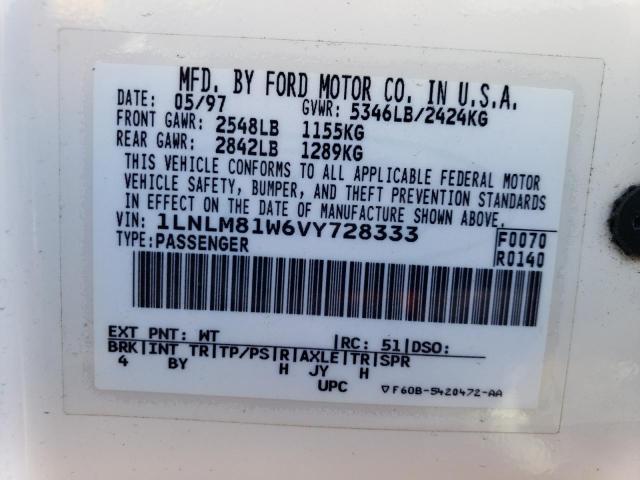 MFD. BY FORD MOTOR CO. IN U.S.A.
DATE: 05/97 GVWR: 5346LB/2424KG
FRONT GAWR: 2548LB 1155KG
REAR GAWR: 2842LB 1289KG
THIS VEHICLE CONFORMS TO ALL APPLICABLE FEDERAL MOTOR
VEHICLE SAFETY, BUMPER, AND THEFT PREVENTION STANDARDS
IN EFFECT ON THE DATE OF MANUFACTURE SHOWN ABOVE.
VIN: 1LNLM81W6VY728333 F0070
TYPE: PASSENGER R0140
EXT PNT: WT RC: 51 DSO:
BRK INT TR TP/PS R AXLE TR SPR
4 BY H JY H
UPC ▽F60B-5420472-AA